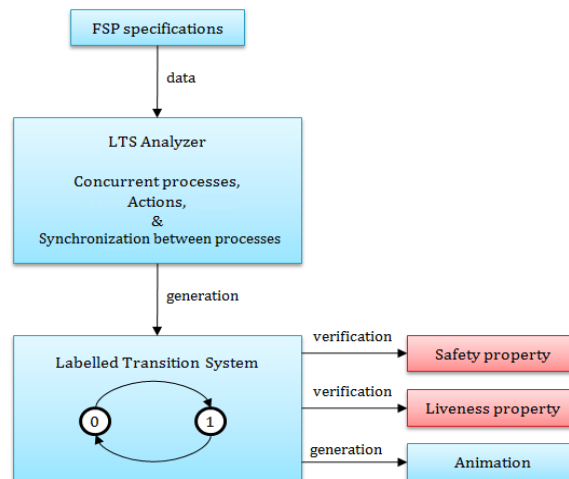 FSP specifications
data
LTS Analyzer
Concurrent processes,
Actions,
&
Synchronization between processes
generation
Labelled Transition System
0
1
verification
Safety property
verification
Liveness property
generation
Animation